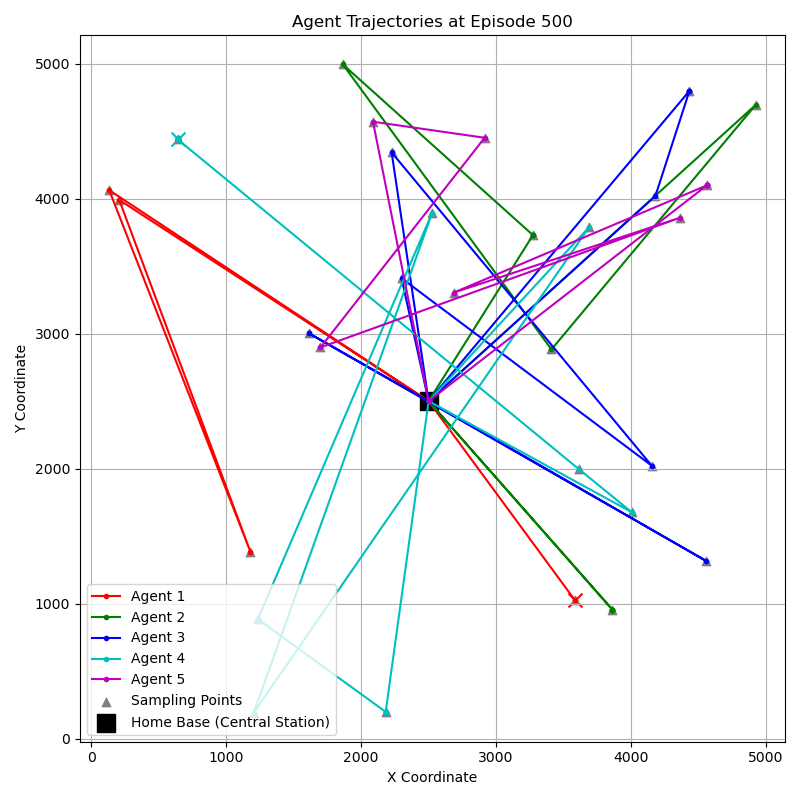 Agent Trajectories at Episode 500
5000
4000
3000
2000
1000
0
Y Coordinate
Agent 1
Agent 2
Agent 3
Agent 4
Agent 5
Sampling Points
Home Base (Central Station)
0 1000 2000 3000 4000 5000
X Coordinate